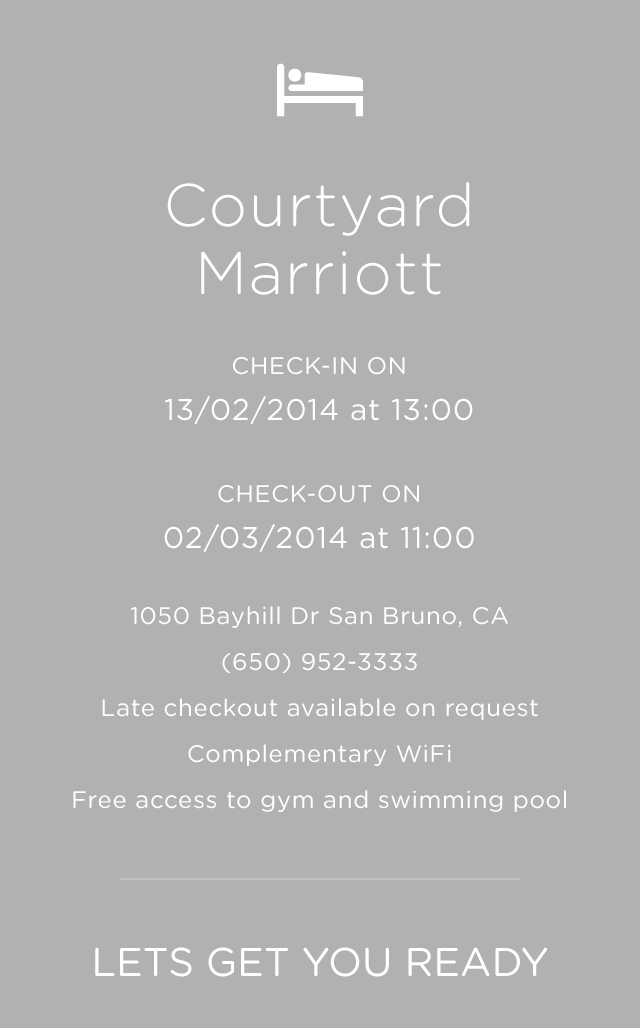 Courtyard
Marriott
CHECK-IN ON
13/02/2014 at 13:00
CHECK-OUT ON
02/03/2014 at 11:00
1050 Bayhill Dr San Bruno, CA
(650) 952-3333
Late checkout available on request
Complementary WiFi
Free access to gym and swimming pool
LETS GET YOU READY